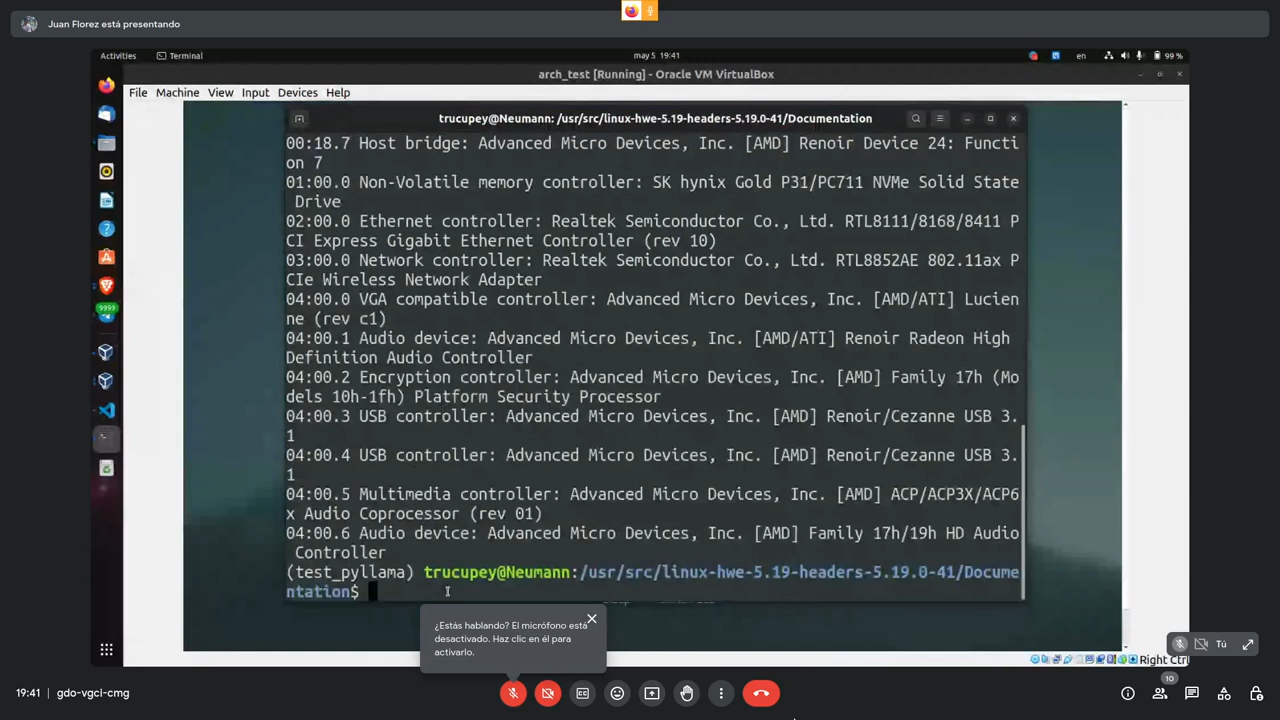 Juan Florez está presentando
Activities
Terminal
may 5 19:41
en
99 %
arch_test [Running] - Oracle VM VirtualBox
File Machine View Input Devices Help
trucupey@Neumann: /usr/src/linux-hwe-5.19-headers-5.19.0-41/Documentation
00:18.7 Host bridge: Advanced Micro Devices, Inc. [AMD] Renoir Device 24: Functi
on 7
01:00.0 Non-Volatile memory controller: SK hynix Gold P31/PC711 NVMe Solid State
Drive
02:00.0 Ethernet controller: Realtek Semiconductor Co., Ltd. RTL8111/8168/8411 P
CI Express Gigabit Ethernet Controller (rev 10)
03:00.0 Network controller: Realtek Semiconductor Co., Ltd. RTL8852AE 802.11ax P
CIe Wireless Network Adapter
04:00.0 VGA compatible controller: Advanced Micro Devices, Inc. [AMD/ATI] Lucien
ne (rev c1)
04:00.1 Audio device: Advanced Micro Devices, Inc. [AMD/ATI] Renoir Radeon High
Definition Audio Controller
04:00.2 Encryption controller: Advanced Micro Devices, Inc. [AMD] Family 17h (Mo
dels 10h-1fh) Platform Security Processor
04:00.3 USB controller: Advanced Micro Devices, Inc. [AMD] Renoir/Cezanne USB 3.
1
04:00.4 USB controller: Advanced Micro Devices, Inc. [AMD] Renoir/Cezanne USB 3.
1
04:00.5 Multimedia controller: Advanced Micro Devices, Inc. [AMD] ACP/ACP3X/ACP6
x Audio Coprocessor (rev 01)
04:00.6 Audio device: Advanced Micro Devices, Inc. [AMD] Family 17h/19h HD Audio
Controller
(test_pyllama) trucupey@Neumann:/usr/src/linux-hwe-5.19-headers-5.19.0-41/Docume
ntation$
9999
¿Estás hablando? El micrófono está
desactivado. Haz clic en él para
activarlo.
Tú
Right Ctrl
19:41
gdo-vgci-cmg
10